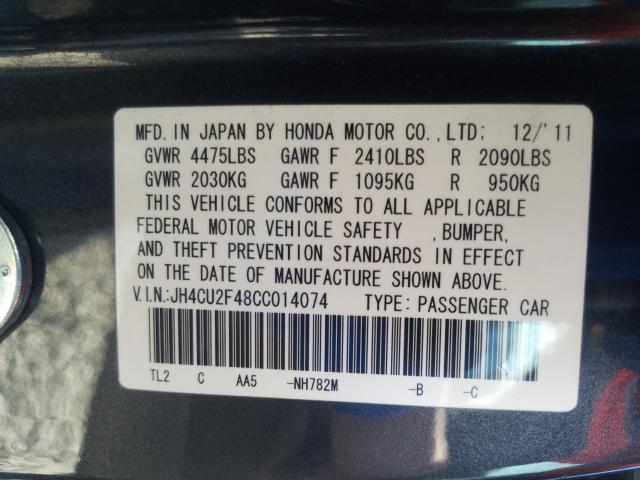 MFD. IN JAPAN BY HONDA MOTOR CO., LTD; 12/'11
GVWR 4475LBS GAWR F 2410LBS R 2090LBS
GVWR 2030KG GAWR F 1095KG R 950KG
THIS VEHICLE CONFORMS TO ALL APPLICABLE
FEDERAL MOTOR VEHICLE SAFETY , BUMPER,
AND THEFT PREVENTION STANDARDS IN EFFECT
ON THE DATE OF MANUFACTURE SHOWN ABOVE.
V.I.N.:JH4CU2F48CC014074 TYPE: PASSENGER CAR
TL2 C AA5 -NH782M -B -C